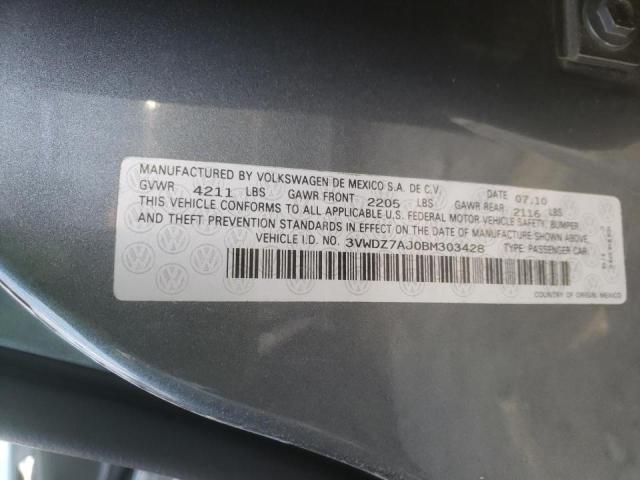 MANUFACTURED BY VOLKSWAGEN DE MEXICO S.A. DE C.V. DATE 07.10
GVWR 4211 LBS GAWR FRONT 2205 LBS GAWR REAR 2116 LBS
THIS VEHICLE CONFORMS TO ALL APPLICABLE U.S. FEDERAL MOTOR VEHICLE SAFETY, BUMPER,
AND THEFT PREVENTION STANDARDS IN EFFECT ON THE DATE OF MANUFACTURE SHOWN ABOVE.
VEHICLE I.D. NO. 3VWDZ7AJ0BM303428 TYPE: PASSENGER CAR
COUNTRY OF ORIGIN: MEXICO